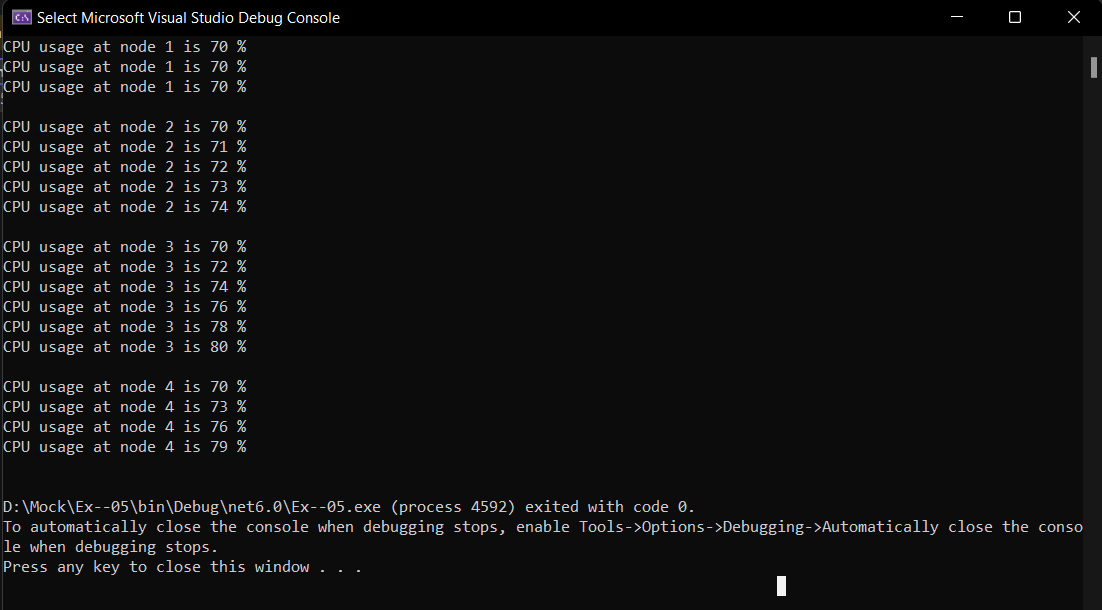 Select Microsoft Visual Studio Debug Console
CPU usage at node 1 is 70 %
CPU usage at node 1 is 70 %
CPU usage at node 1 is 70 %
CPU usage at node 2 is 70 %
CPU usage at node 2 is 71 %
CPU usage at node 2 is 72 %
CPU usage at node 2 is 73 %
CPU usage at node 2 is 74 %
CPU usage at node 3 is 70 %
CPU usage at node 3 is 72 %
CPU usage at node 3 is 74 %
CPU usage at node 3 is 76 %
CPU usage at node 3 is 78 %
CPU usage at node 3 is 80 %
CPU usage at node 4 is 70 %
CPU usage at node 4 is 73 %
CPU usage at node 4 is 76 %
CPU usage at node 4 is 79 %
D:\Mock\Ex--05\bin\Debug\net6.0\Ex--05.exe (process 4592) exited with code 0.
To automatically close the console when debugging stops, enable Tools->Options->Debugging->Automatically close the conso
le when debugging stops.
Press any key to close this window . . .